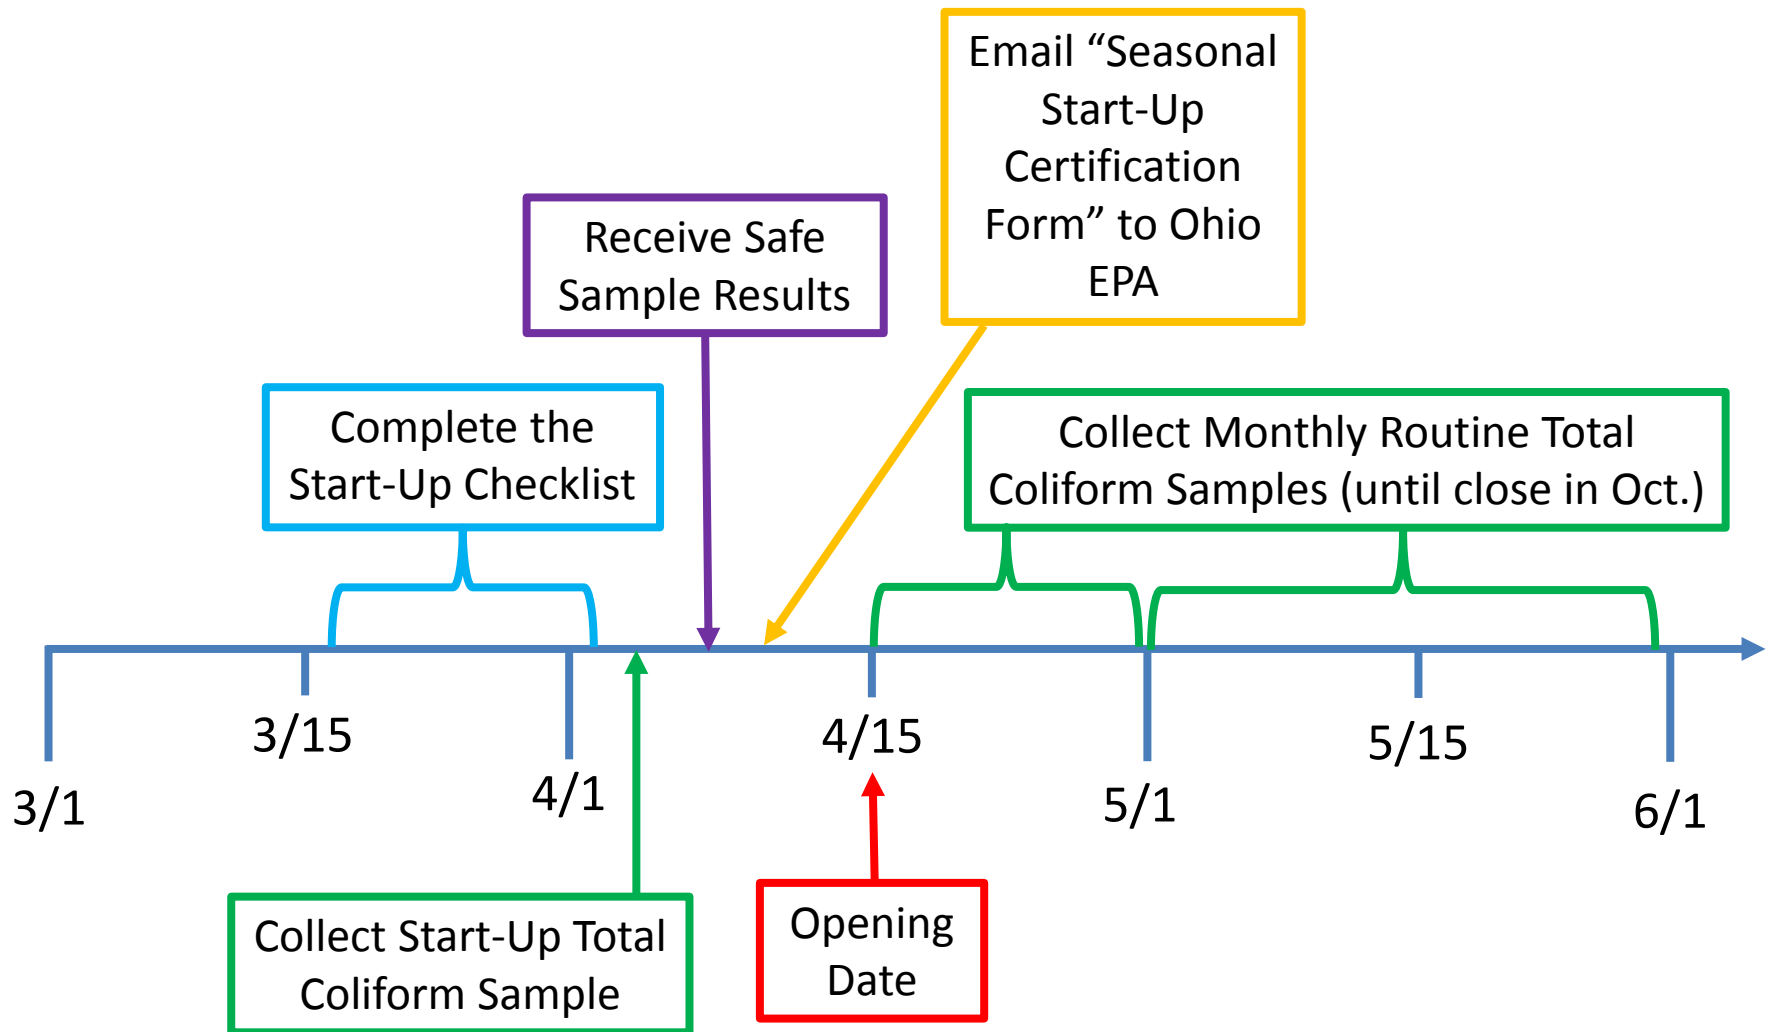 Email “Seasonal
Start-Up
Certification
Form” to Ohio
EPA
Receive Safe
Sample Results
Complete the
Start-Up Checklist
Collect Monthly Routine Total
Coliform Samples (until close in Oct.)
3/1
3/15
4/1
4/15
5/1
5/15
6/1
Collect Start-Up Total
Coliform Sample
Opening
Date